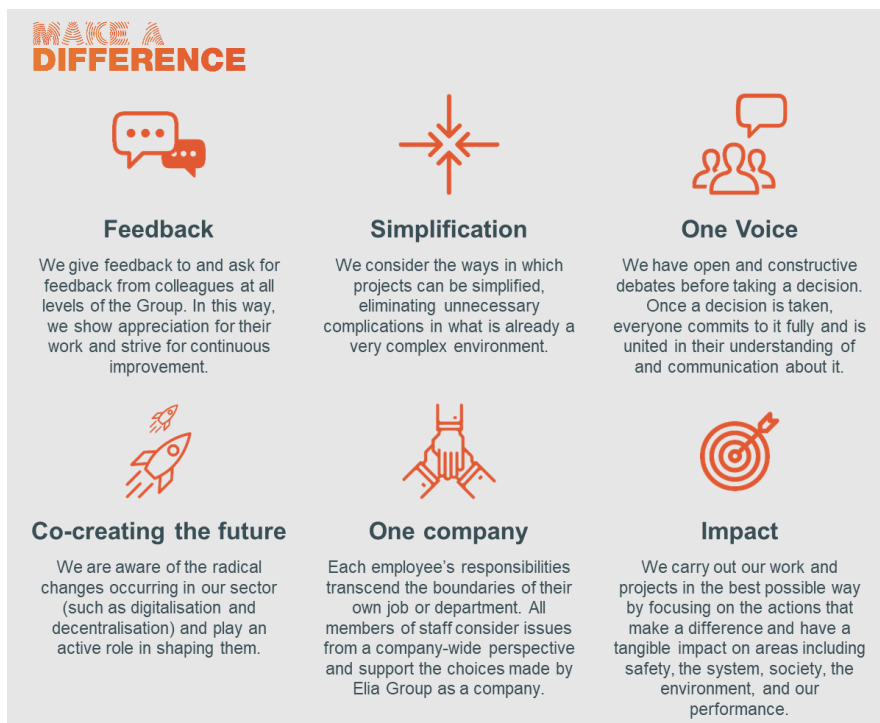 MAKE A
DIFFERENCE
Feedback
We give feedback to and ask for
feedback from colleagues at all
levels of the Group. In this way,
we show appreciation for their
work and strive for continuous
improvement.
Simplification
We consider the ways in which
projects can be simplified,
eliminating unnecessary
complications in what is already a
very complex environment.
One Voice
We have open and constructive
debates before taking a decision.
Once a decision is taken,
everyone commits to it fully and is
united in their understanding of
and communication about it.
Co-creating the future
We are aware of the radical
changes occurring in our sector
(such as digitalisation and
decentralisation) and play an
active role in shaping them.
One company
Each employee’s responsibilities
transcend the boundaries of their
own job or department. All
members of staff consider issues
from a company-wide perspective
and support the choices made by
Elia Group as a company.
Impact
We carry out our work and
projects in the best possible way
by focusing on the actions that
make a difference and have a
tangible impact on areas including
safety, the system, society, the
environment, and our
performance.